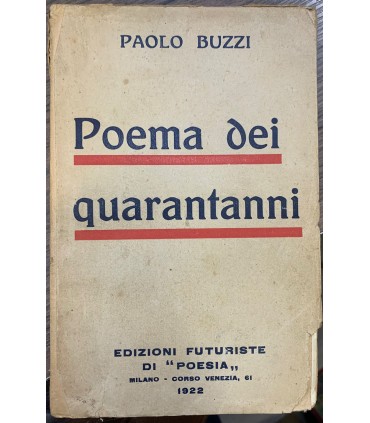 PAOLO BUZZI
Poema dei
quarantanni
EDIZIONI FUTURISTE
DI "POESIA„
MILANO - CORSO VENEZIA, 61
1922